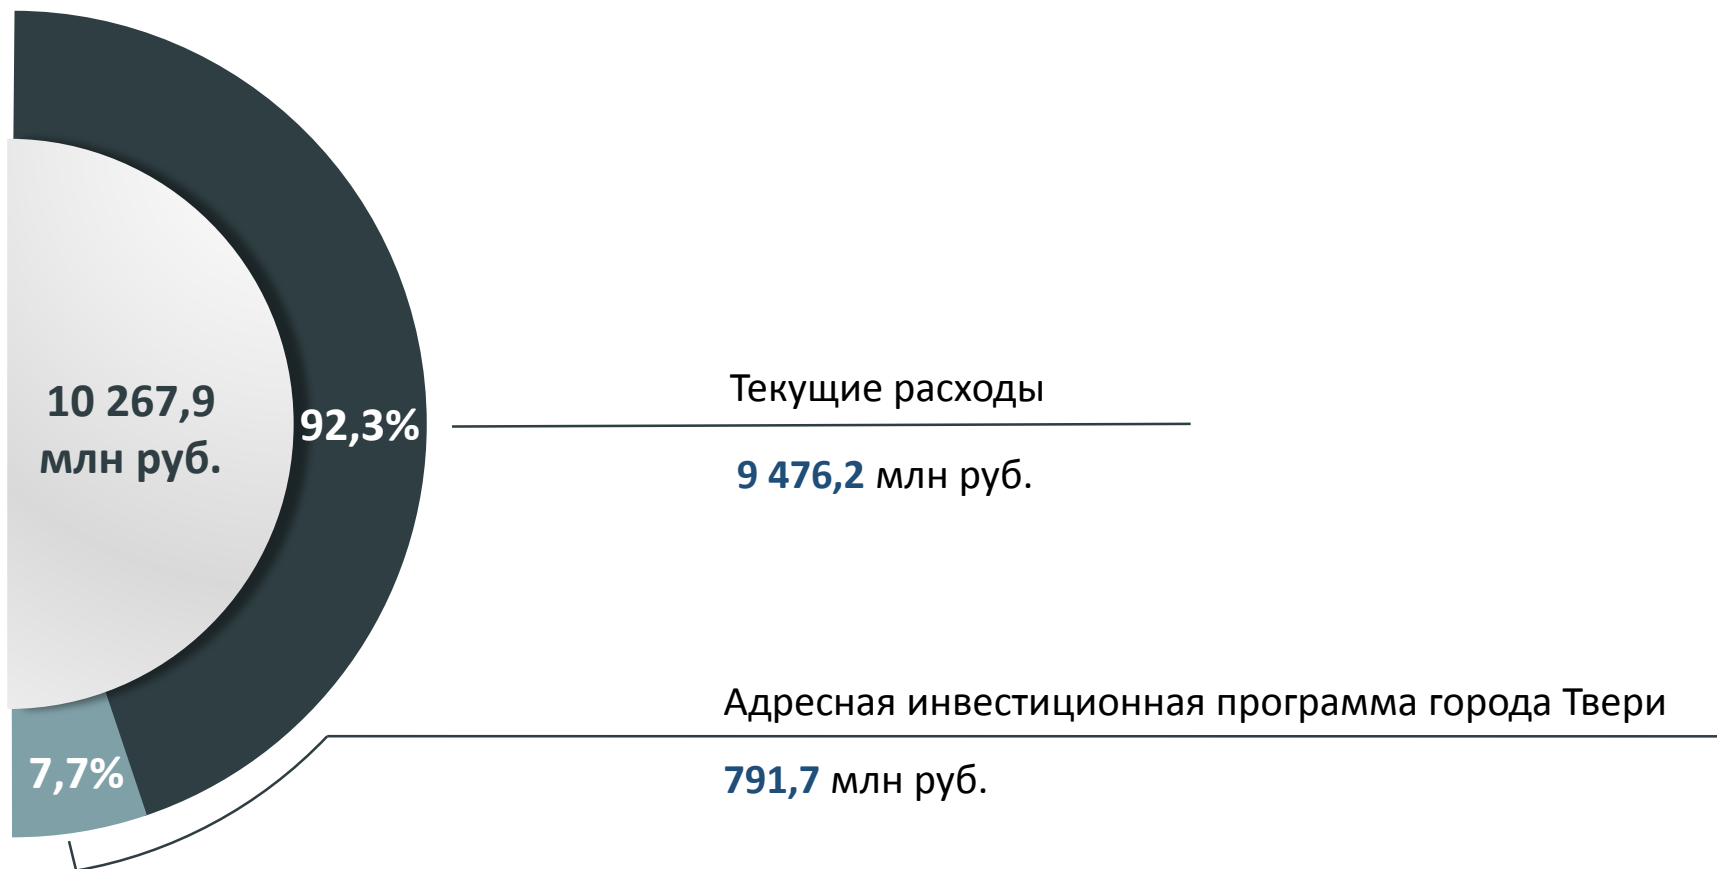 10 267,9
млн руб.
92,3%
Текущие расходы
9 476,2 млн руб.
7,7%
Адресная инвестиционная программа города Твери
791,7 млн руб.